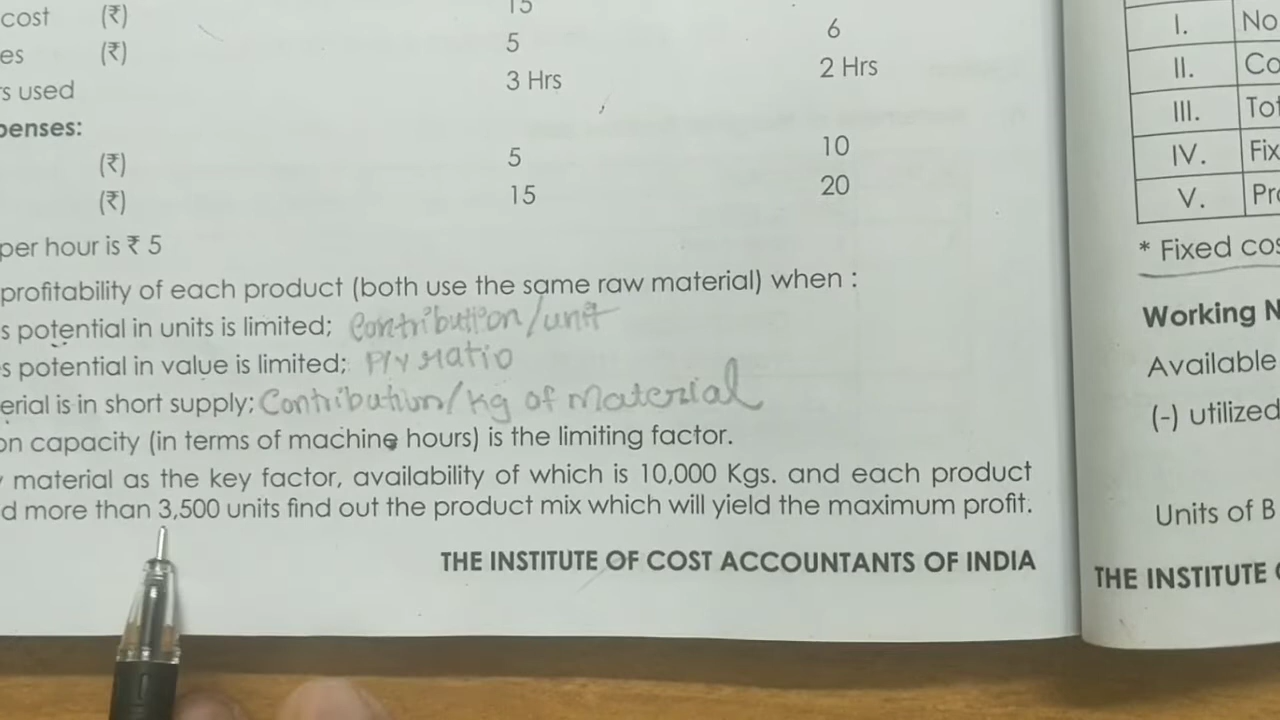 cost (₹) 15
es (₹) 5 6
s used 3 Hrs 2 Hrs
penses:
(₹) 5 10
(₹) 15 20
per hour is ₹ 5
profitability of each product (both use the same raw material) when :
s potential in units is limited; Contribution/unit
s potential in value is limited; P/V Ratio
erial is in short supply; Contribution/kg of Material
on capacity (in terms of machine hours) is the limiting factor.
material as the key factor, availability of which is 10,000 Kgs. and each product
d more than 3,500 units find out the product mix which will yield the maximum profit.
THE INSTITUTE OF COST ACCOUNTANTS OF INDIA
I. No
II. Co
III. Tot
IV. Fix
V. Pro
* Fixed cos
Working N
Available
(-) utilized
Units of B
THE INSTITUTE